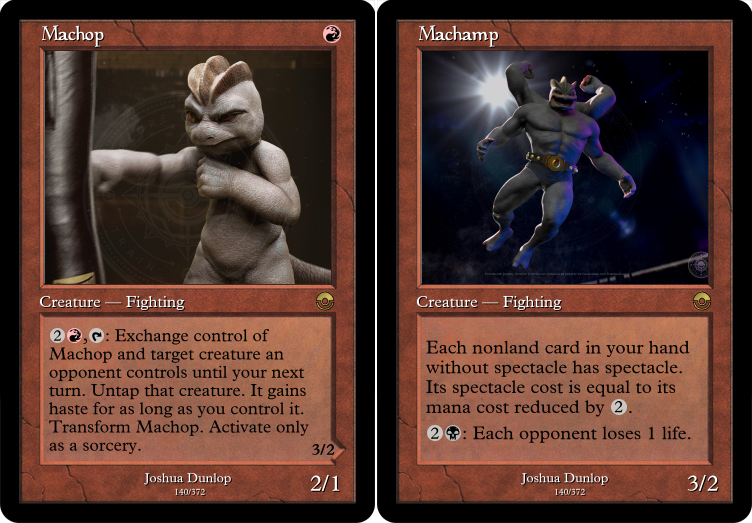 Machop
Creature — Fighting
2, : Exchange control of
Machop and target creature an
opponent controls until your next
turn. Untap that creature. It gains
haste for as long as you control it.
Transform Machop. Activate only
as a sorcery.
3/2
Joshua Dunlop
140/372
2/1
Machamp
Creature — Fighting
Each nonland card in your hand
without spectacle has spectacle.
Its spectacle cost is equal to its
mana cost reduced by 2.
2: Each opponent loses 1 life.
Joshua Dunlop
140/372
3/2